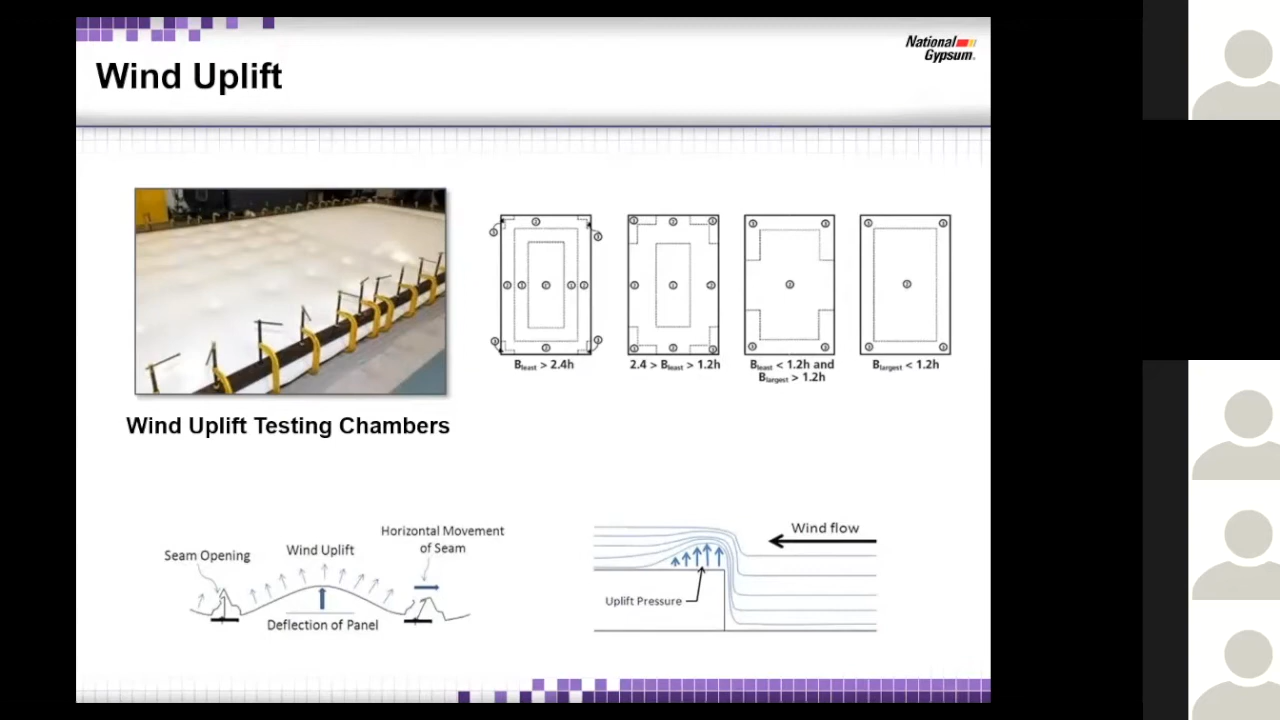 National
Gypsum®
Wind Uplift
B least > 2.4h
2.4 > B least > 1.2h
B least < 1.2h and
B largest > 1.2h
B largest < 1.2h
Wind Uplift Testing Chambers
Seam Opening
Wind Uplift
Horizontal Movement
of Seam
Deflection of Panel
Wind flow
Uplift Pressure